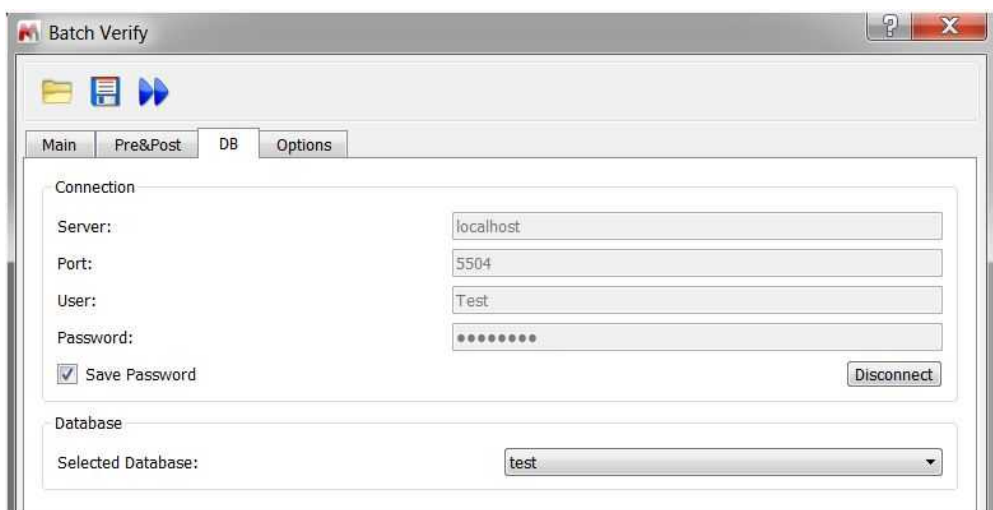 Batch Verify
Main Pre&Post DB Options
Connection
Server: localhost
Port: 5504
User: Test
Password: ●●●●●●●●
Save Password Disconnect
Database
Selected Database: test